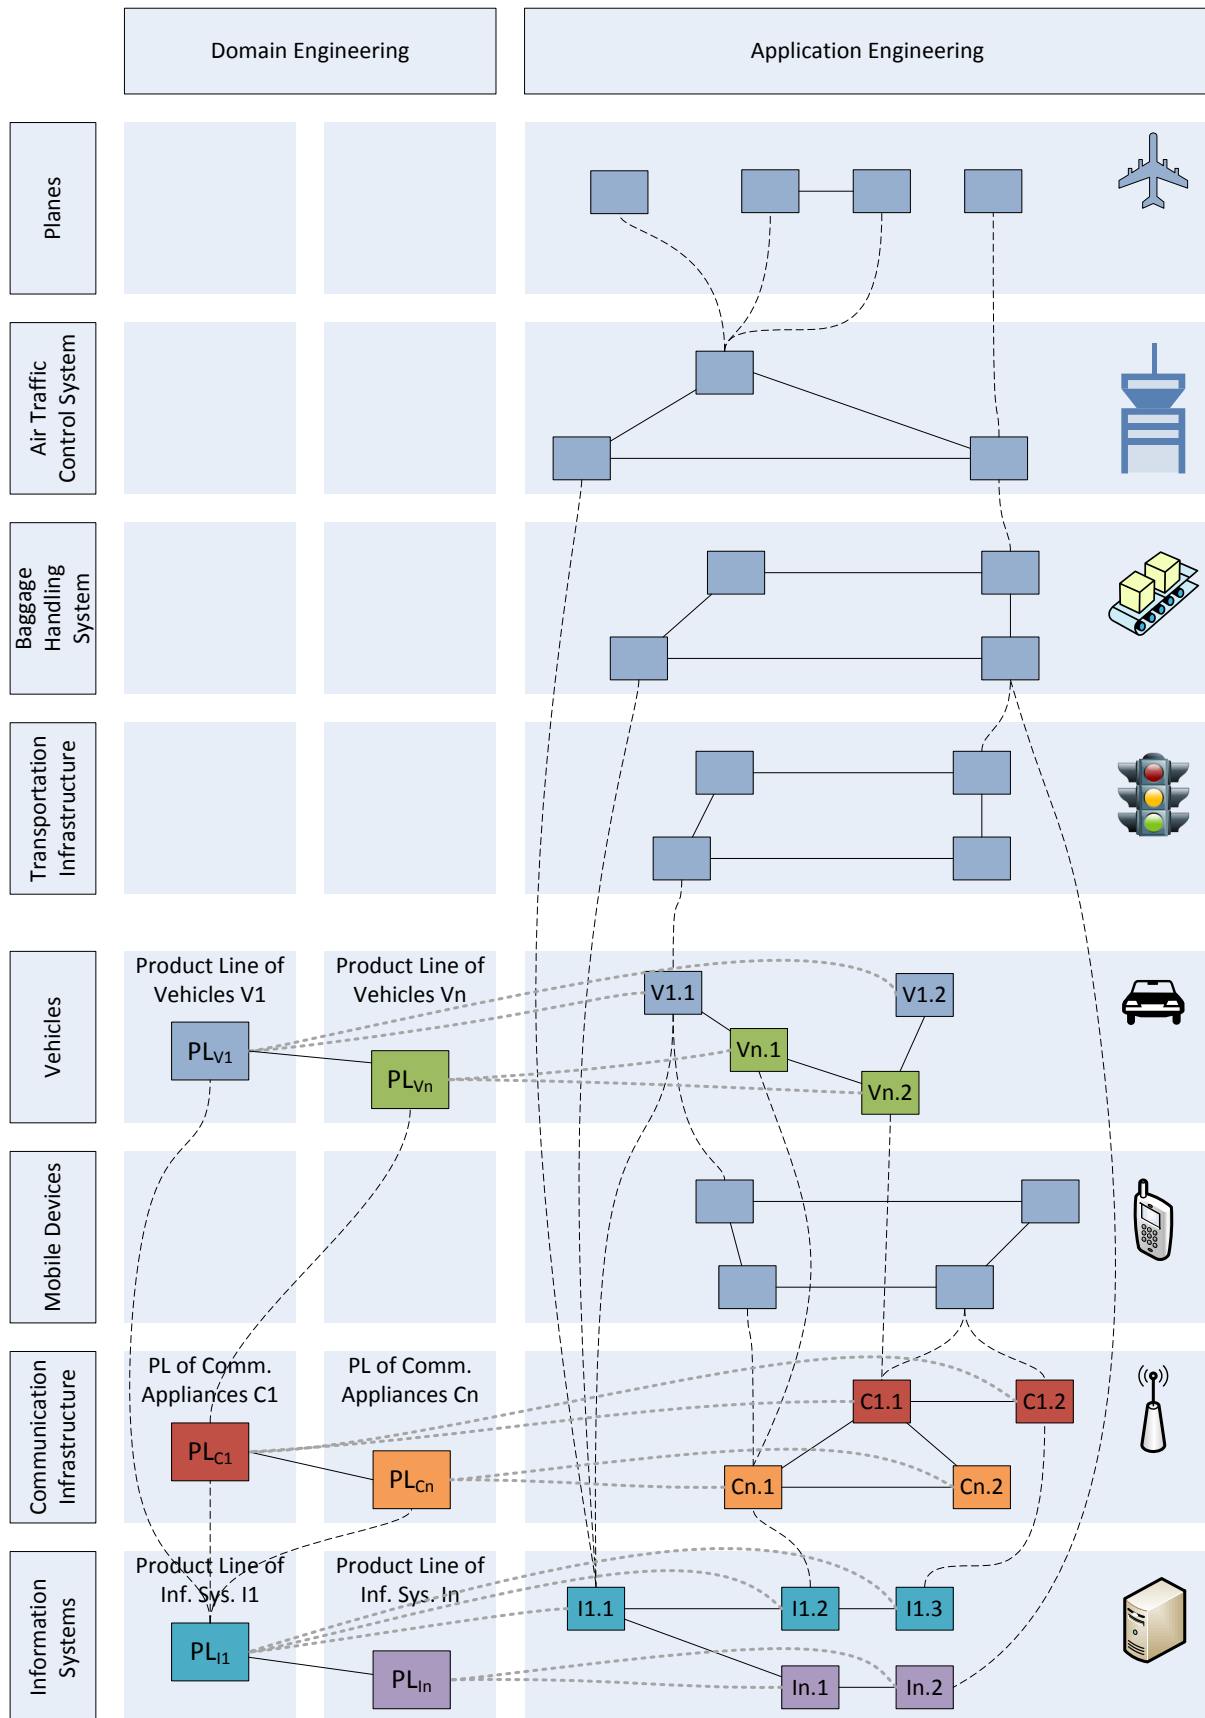 Domain Engineering
Application Engineering
Planes
Air Traffic
Control System
Baggage
Handling
System
Transportation
Infrastructure
Vehicles
Product Line of
Vehicles V1
Product Line of
Vehicles Vn
PLV1
PLVn
V1.1
V1.2
Vn.1
Vn.2
Mobile Devices
Communication
Infrastructure
PL of Comm.
Appliances C1
PL of Comm.
Appliances Cn
PLC1
PLCn
C1.1
C1.2
Cn.1
Cn.2
Information
Systems
Product Line of
Inf. Sys. I1
Product Line of
Inf. Sys. In
PLI1
PLIn
I1.1
I1.2
I1.3
In.1
In.2